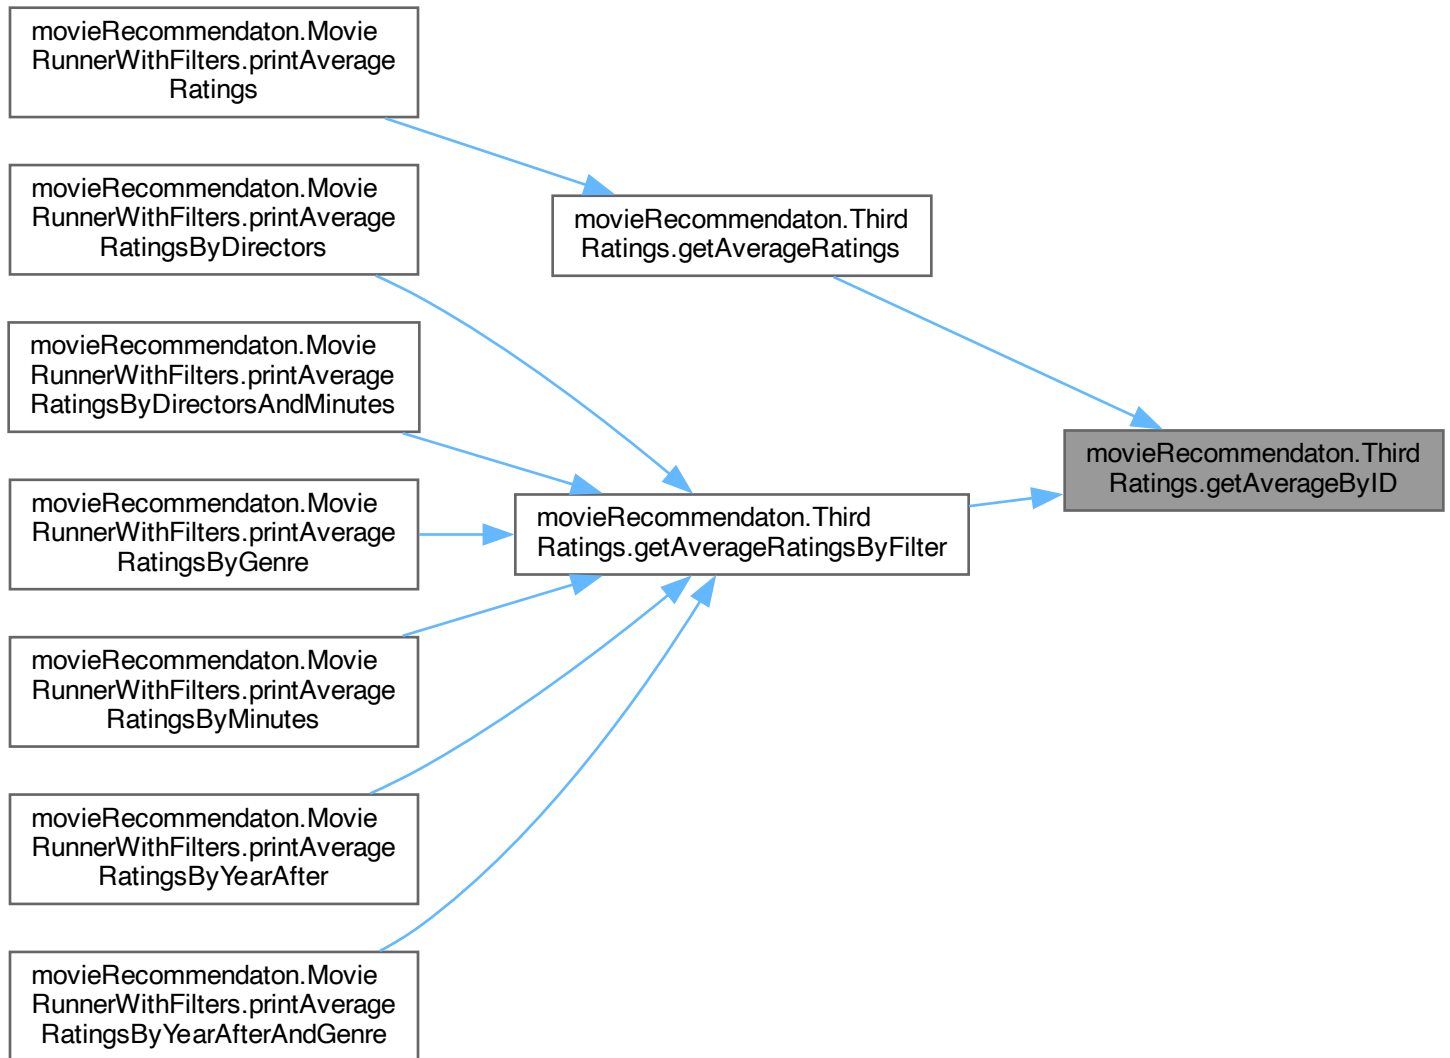 movieRecommendaton.Movie
RunnerWithFilters.printAverage
Ratings
movieRecommendaton.Movie
RunnerWithFilters.printAverage
RatingsByDirectors
movieRecommendaton.Movie
RunnerWithFilters.printAverage
RatingsByDirectorsAndMinutes
movieRecommendaton.Movie
RunnerWithFilters.printAverage
RatingsByGenre
movieRecommendaton.Movie
RunnerWithFilters.printAverage
RatingsByMinutes
movieRecommendaton.Movie
RunnerWithFilters.printAverage
RatingsByYearAfter
movieRecommendaton.Movie
RunnerWithFilters.printAverage
RatingsByYearAfterAndGenre
movieRecommendaton.Third
Ratings.getAverageRatings
movieRecommendaton.Third
Ratings.getAverageRatingsByFilter
movieRecommendaton.Third
Ratings.getAverageByID